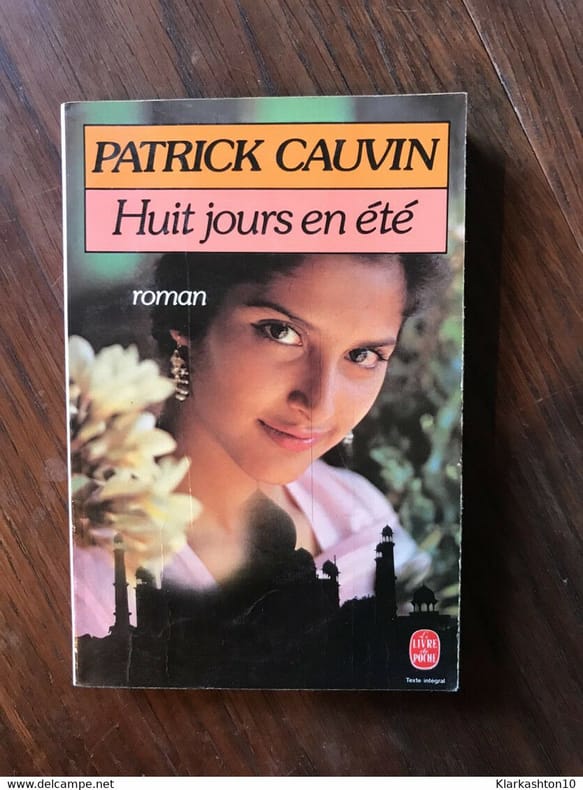 PATRICK CAUVIN
Huit jours en été
roman
Le
LIVRE
de
POCHE
Texte intégral
www.delcampe.net
Klarkashton10